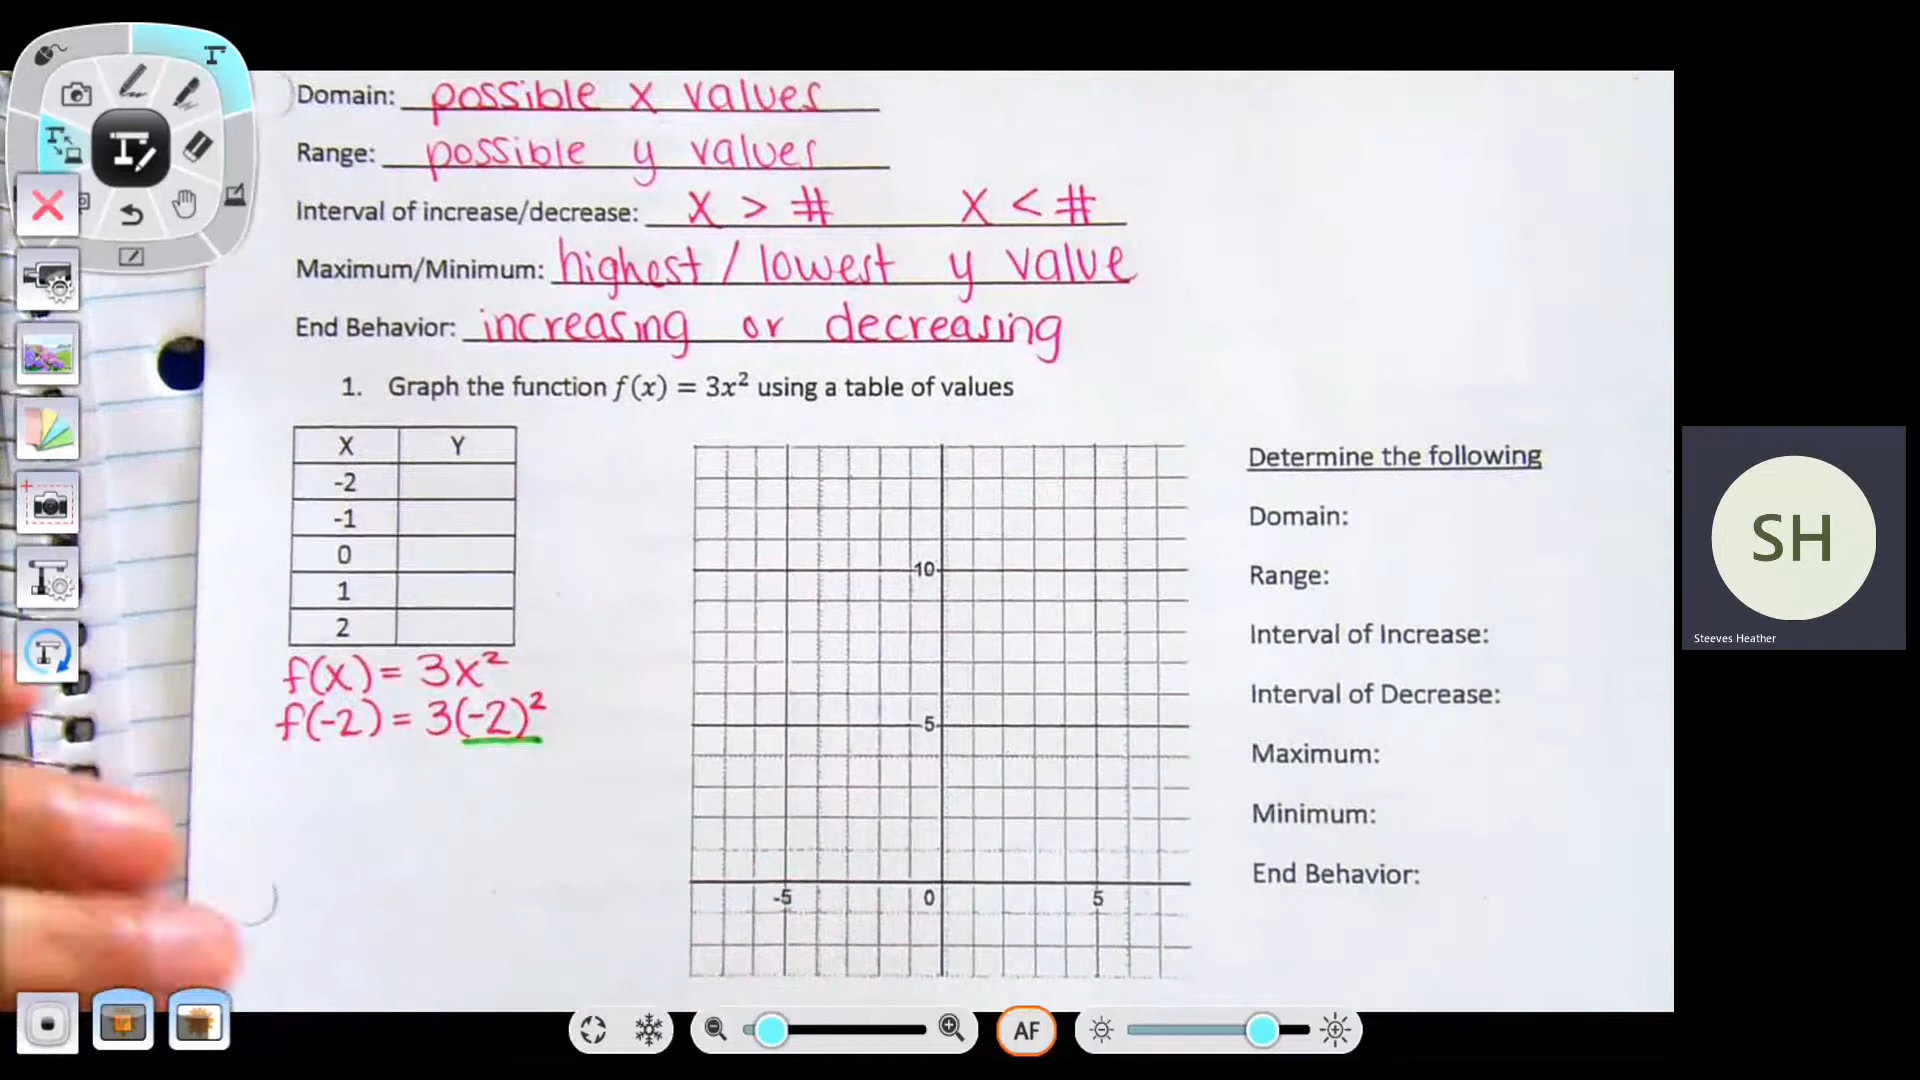 Domain: possible x values
Range: possible y values
Interval of increase/decrease: x > # x < #
Maximum/Minimum: highest / lowest y value
End Behavior: increasing or decreasing
1. Graph the function f(x) = 3x² using a table of values
X Y
-2
-1
0
1
2
f(x) = 3x²
f(-2) = 3(-2)²
10
5
-5 0 5
Determine the following
Domain:
Range:
Interval of Increase:
Interval of Decrease:
Maximum:
Minimum:
End Behavior:
SH
Steeves Heather
AF